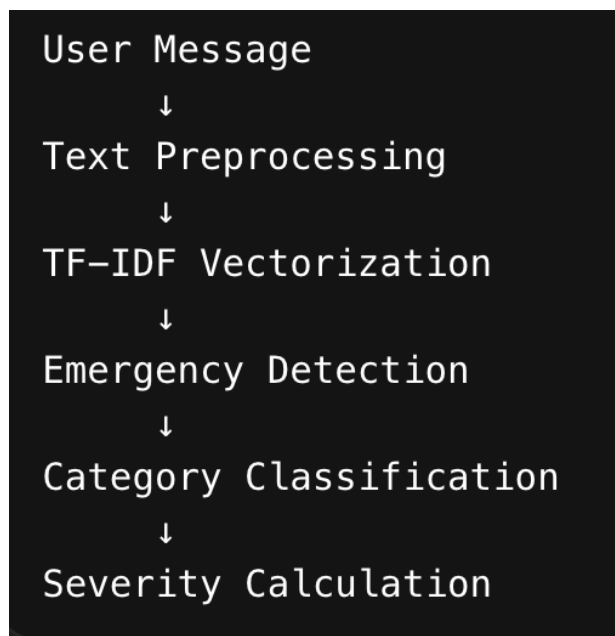 User Message
↓
Text Preprocessing
↓
TF–IDF Vectorization
↓
Emergency Detection
↓
Category Classification
↓
Severity Calculation